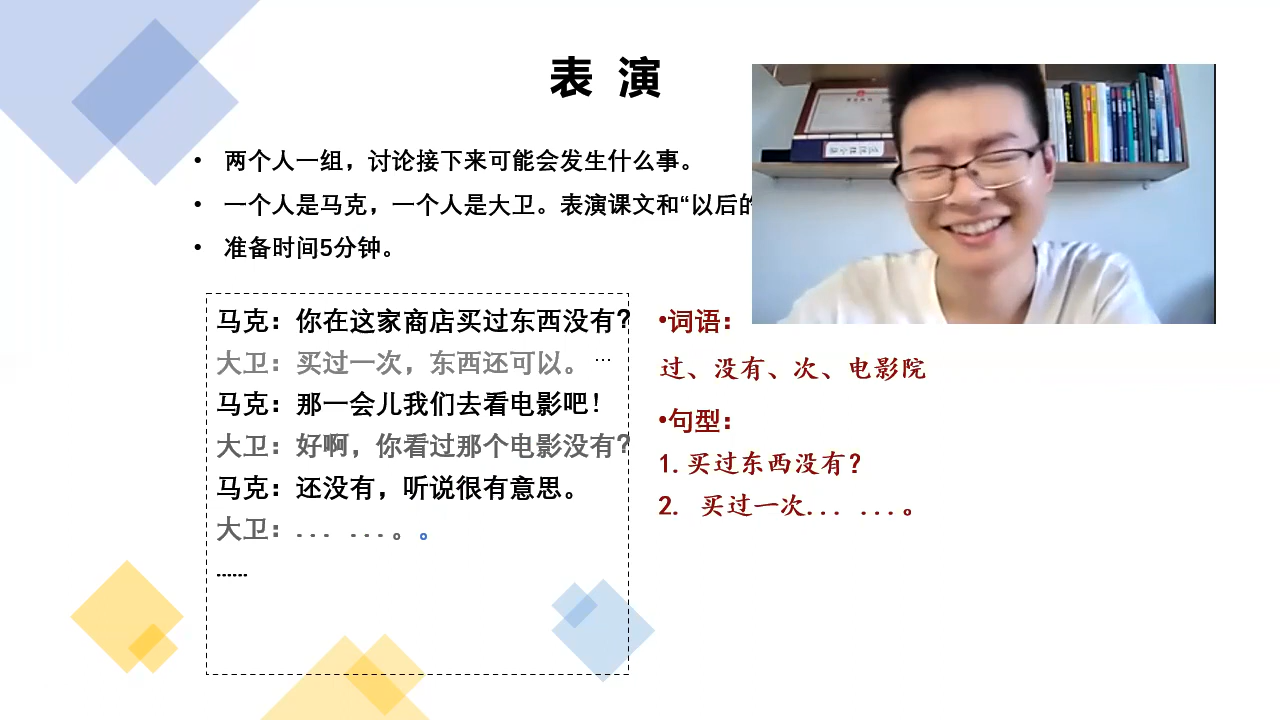 表 演
• 两个人一组，讨论接下来可能会发生什么事。
• 一个人是马克，一个人是大卫。表演课文和“以后的
• 准备时间5分钟。
马克：你在这家商店买过东西没有？
大卫：买过一次，东西还可以。 ...
马克：那一会儿我们去看电影吧！
大卫：好啊，你看过那个电影没有？
马克：还没有，听说很有意思。
大卫：... ...。。
......
•词语：
过、没有、次、电影院
•句型：
1.买过东西没有？
2. 买过一次... ...。